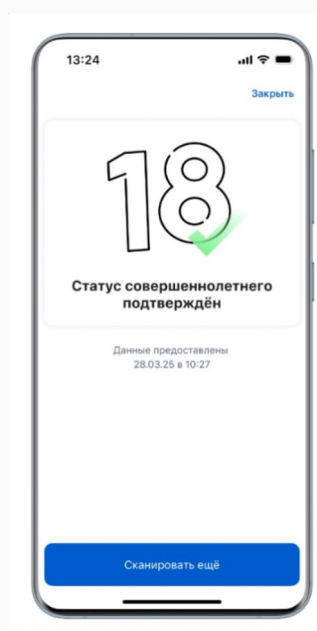 13:24
Закрыть
18
Статус совершеннолетнего
подтверждён
Данные предоставлены
28.03.25 в 10:27
Сканировать ещё